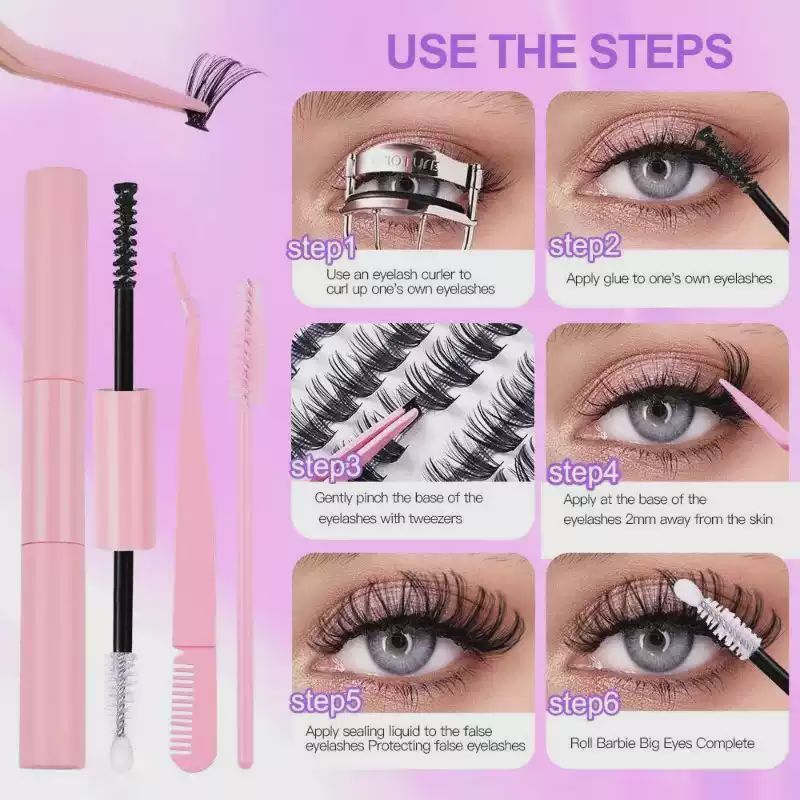 USE THE STEPS
step1
Use an eyelash curler to
curl up one's own eyelashes
step2
Apply glue to one's own eyelashes
step3
Gently pinch the base of the
eyelashes with tweezers
step4
Apply at the base of the
eyelashes 2mm away from the skin
step5
Apply sealing liquid to the false
eyelashes Protecting false eyelashes
step6
Roll Barbie Big Eyes Complete